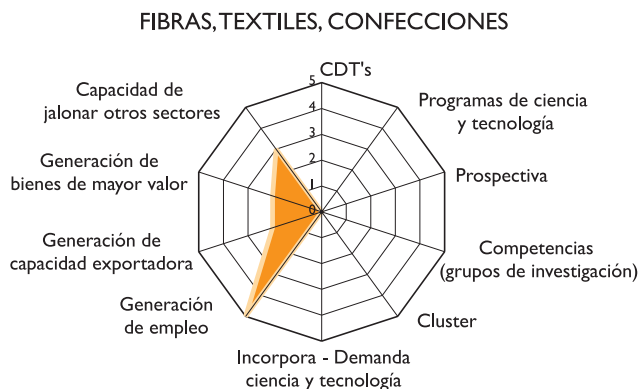 FIBRAS, TEXTILES, CONFECCIONES
CDT's
Programas de ciencia
y tecnología
Prospectiva
Competencias
(grupos de investigación)
Cluster
Incorpora - Demanda
ciencia y tecnología
Generación
de empleo
Generación de
capacidad exportadora
Generación de
bienes de mayor valor
Capacidad de
jalonar otros sectores
5
4
3
2
1
0